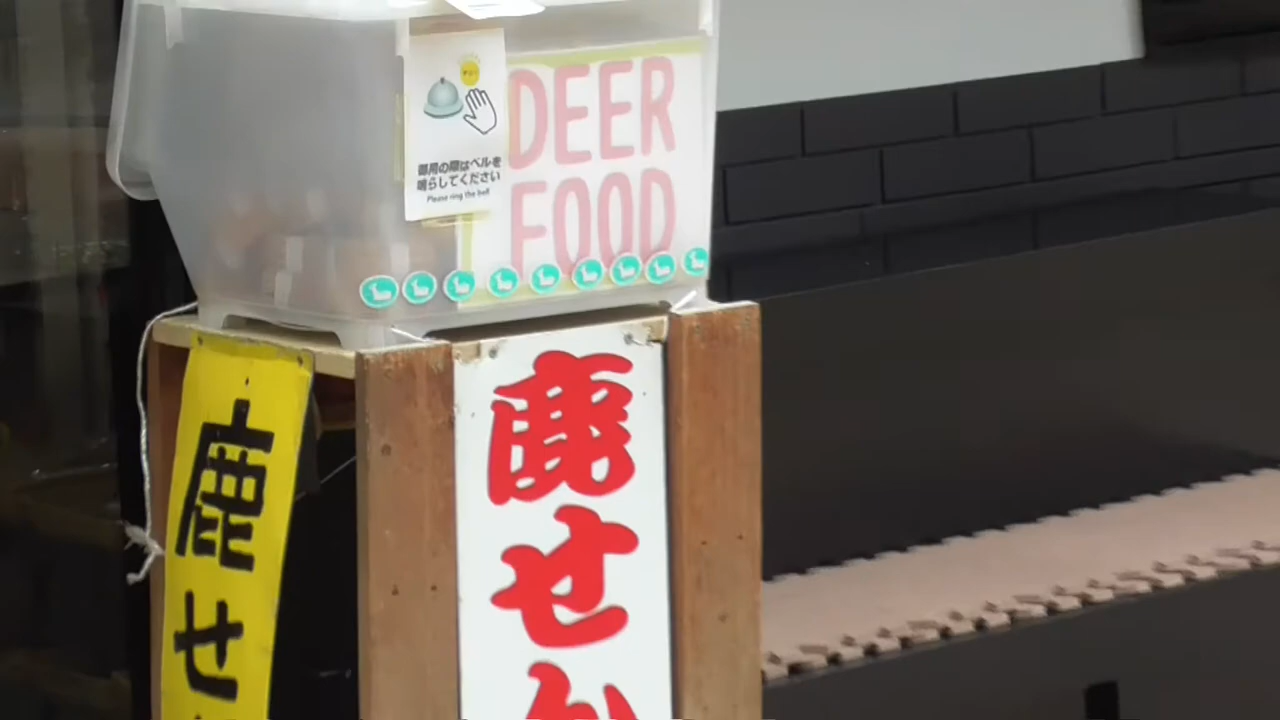 DEER
FOOD
御用の際はベルを
鳴らしてください
Please ring the bell
鹿せ
鹿せ